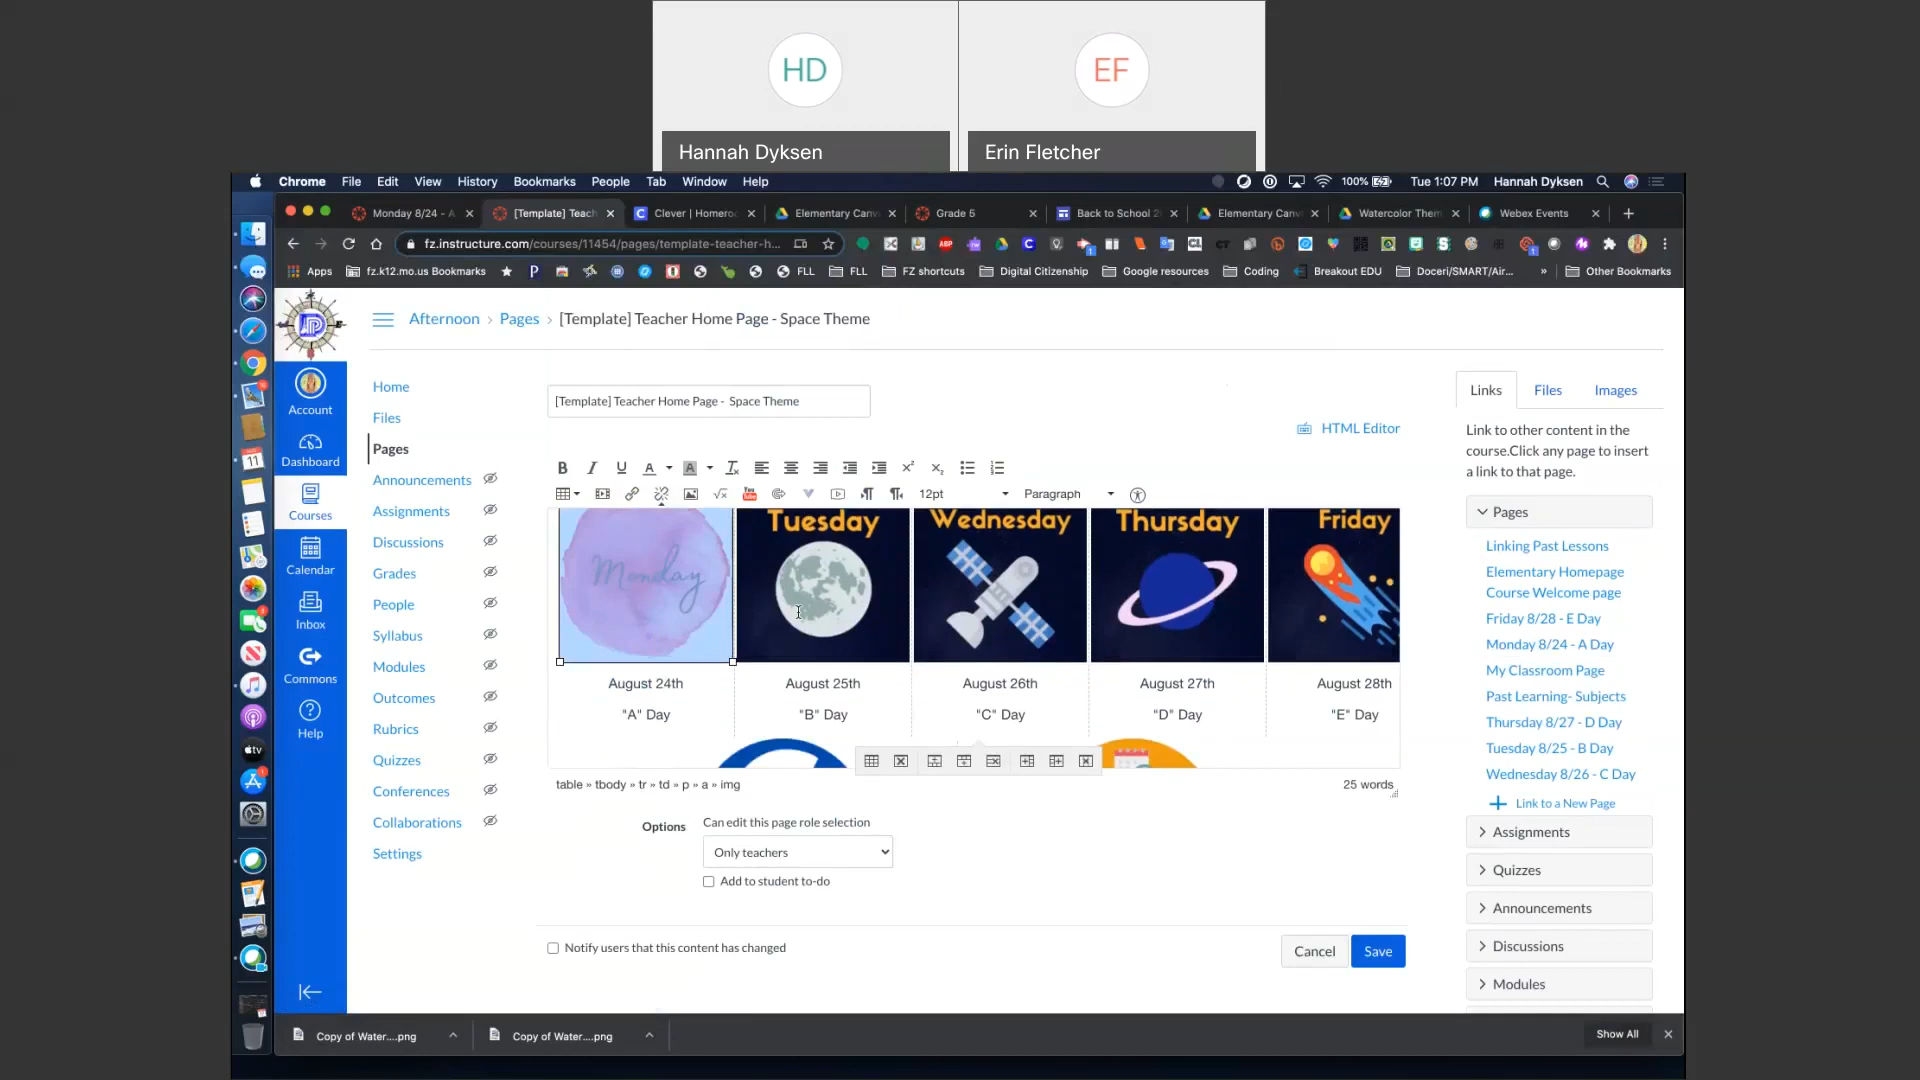 HD
EF
Hannah Dyksen
Erin Fletcher
Chrome File Edit View History Bookmarks People Tab Window Help
100% Tue 1:07 PM Hannah Dyksen
Monday 8/24 - A
[Template] Teach
Clever | Homero
Elementary Canv
Grade 5
Back to School 2
Elementary Canv
Watercolor Them
Webex Events
fz.instructure.com/courses/11454/pages/template-teacher-h...
Apps fz.k12.mo.us Bookmarks FLL FLL FZ shortcuts Digital Citizenship Google resources Coding Breakout EDU Doceri/SMART/Air... » Other Bookmarks
Afternoon › Pages › [Template] Teacher Home Page - Space Theme
Account
Dashboard
Courses
Calendar
Inbox
Commons
Help
Home
Files
Pages
Announcements
Assignments
Discussions
Grades
People
Syllabus
Modules
Outcomes
Rubrics
Quizzes
Conferences
Collaborations
Settings
[Template] Teacher Home Page - Space Theme
HTML Editor
12pt Paragraph
Monday
Tuesday
Wednesday
Thursday
Friday
August 24th August 25th August 26th August 27th August 28th
"A" Day "B" Day "C" Day "D" Day "E" Day
table » tbody » tr » td » p » a » img
25 words
Options Can edit this page role selection
Only teachers
Add to student to-do
Notify users that this content has changed
Cancel Save
Links Files Images
Link to other content in the
course.Click any page to insert
a link to that page.
Pages
Linking Past Lessons
Elementary Homepage
Course Welcome page
Friday 8/28 - E Day
Monday 8/24 - A Day
My Classroom Page
Past Learning- Subjects
Thursday 8/27 - D Day
Tuesday 8/25 - B Day
Wednesday 8/26 - C Day
Link to a New Page
Assignments
Quizzes
Announcements
Discussions
Modules
Copy of Water....png
Copy of Water....png
Show All